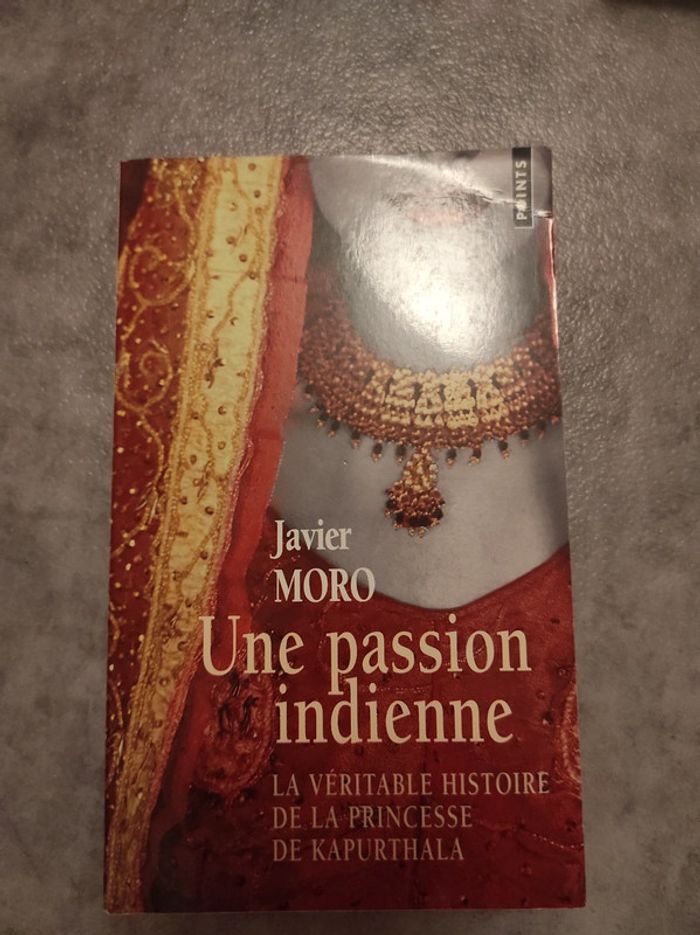 POINTS
Javier
MORO
Une passion
indienne
LA VÉRITABLE HISTOIRE
DE LA PRINCESSE
DE KAPURTHALA